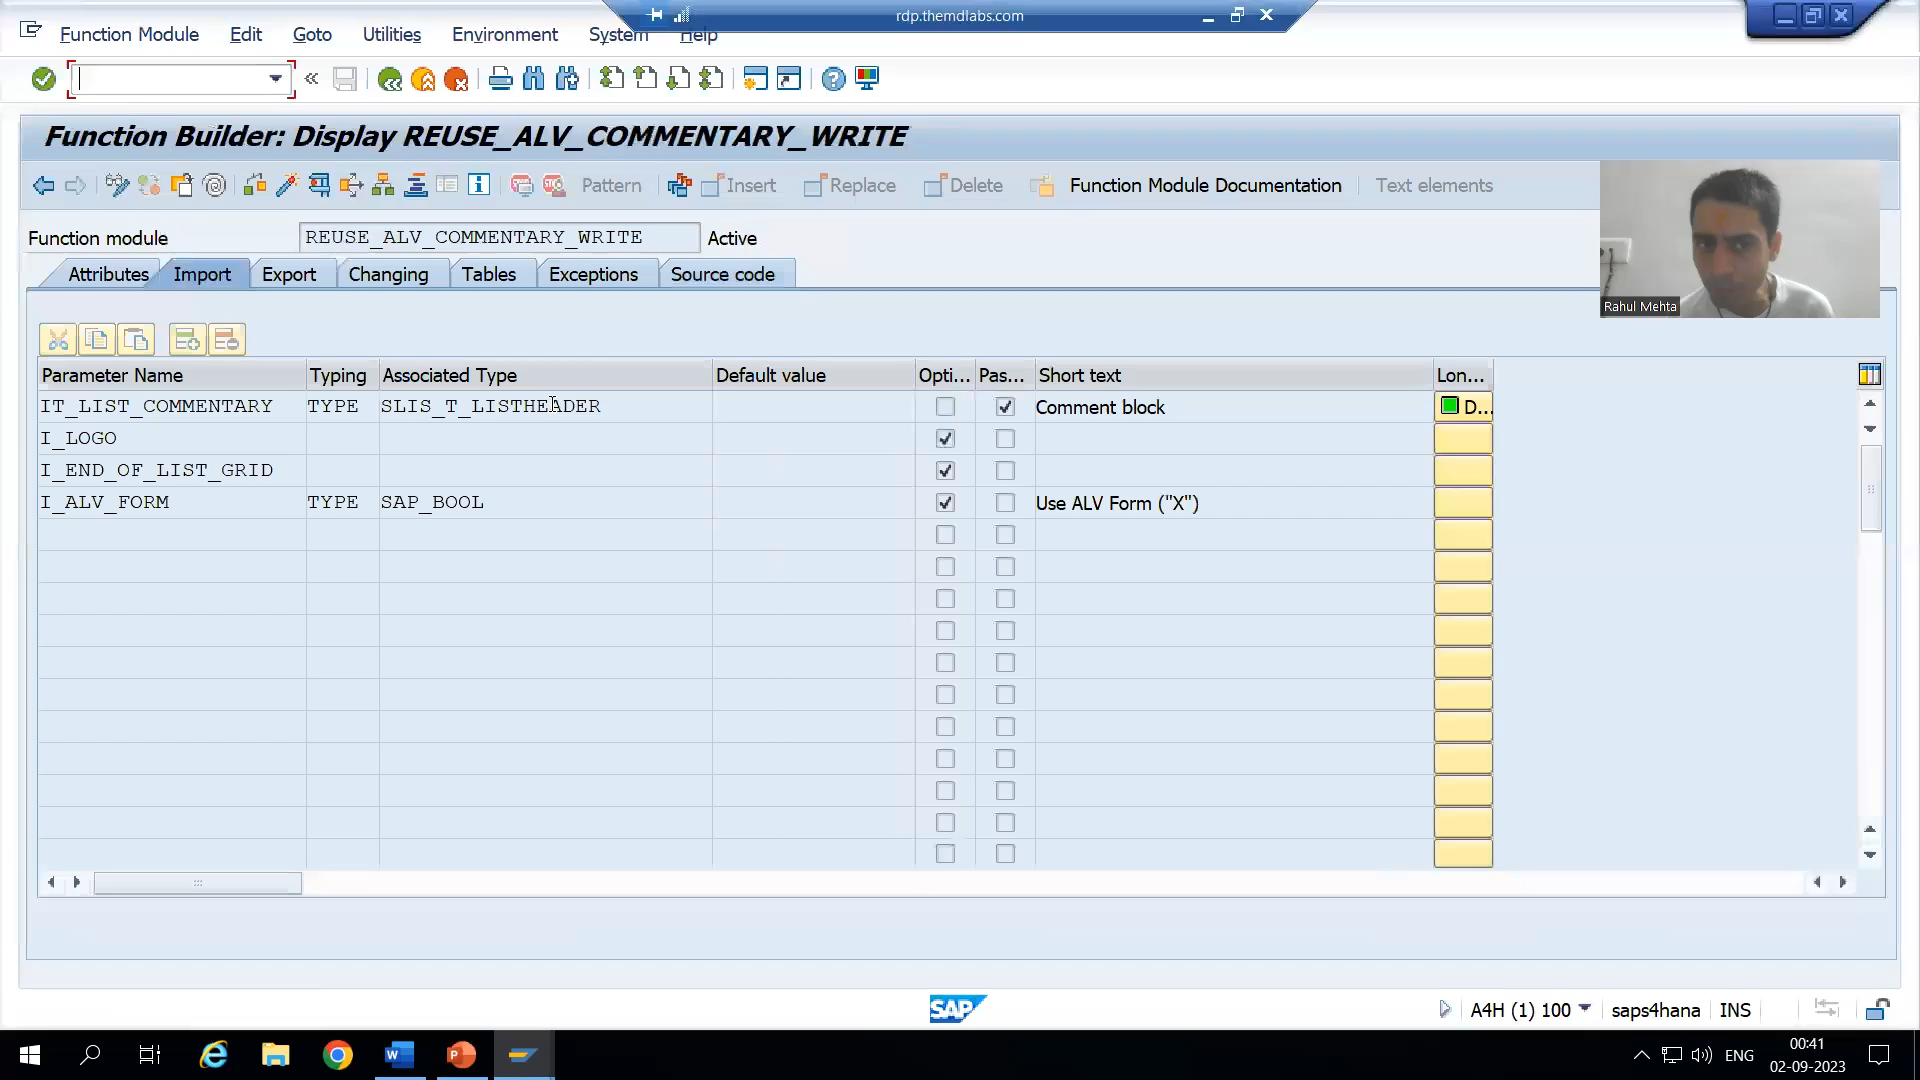 rdp.themdlabs.com
Function Module Edit Goto Utilities Environment System Help
Function Builder: Display REUSE_ALV_COMMENTARY_WRITE
Pattern Insert Replace Delete Function Module Documentation Text elements
Function module REUSE_ALV_COMMENTARY_WRITE Active
Attributes Import Export Changing Tables Exceptions Source code
Rahul Mehta
Parameter Name Typing Associated Type Default value Opti... Pas... Short text Lon...
IT_LIST_COMMENTARY TYPE SLIS_T_LISTHEADER Comment block D...
I_LOGO
I_END_OF_LIST_GRID
I_ALV_FORM TYPE SAP_BOOL Use ALV Form ("X")
SAP A4H (1) 100 saps4hana INS
ENG 00:41
02-09-2023